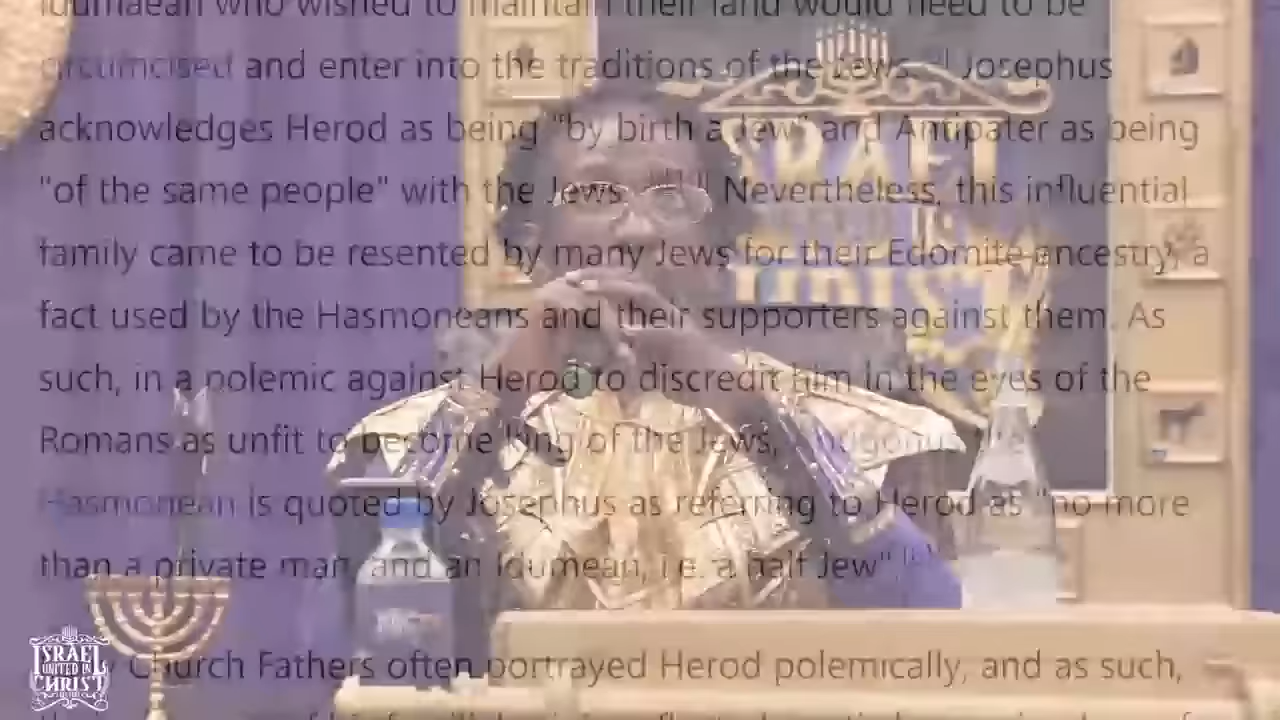 Idumaean who wished to maintain their land would need to be
circumcised and enter into the traditions of the Jews. Josephus
acknowledges Herod as being "by birth a Jew" and Antipater as being
"of the same people" with the Jews. Nevertheless, this influential
family came to be resented by many Jews for their Edomite ancestry, a
fact used by the Hasmoneans and their supporters against them. As
such, in a polemic against Herod to discredit him in the eyes of the
Romans as unfit to become king of the Jews,
Hasmonean is quoted by Josephus as referring to Herod as "no more
than a private man, and an Idumean, i.e. a half Jew".
Church Fathers often portrayed Herod polemically, and as such,
ISRAEL
UNITED IN
CHRIST
ISRAEL
UNITED IN
CHRIST